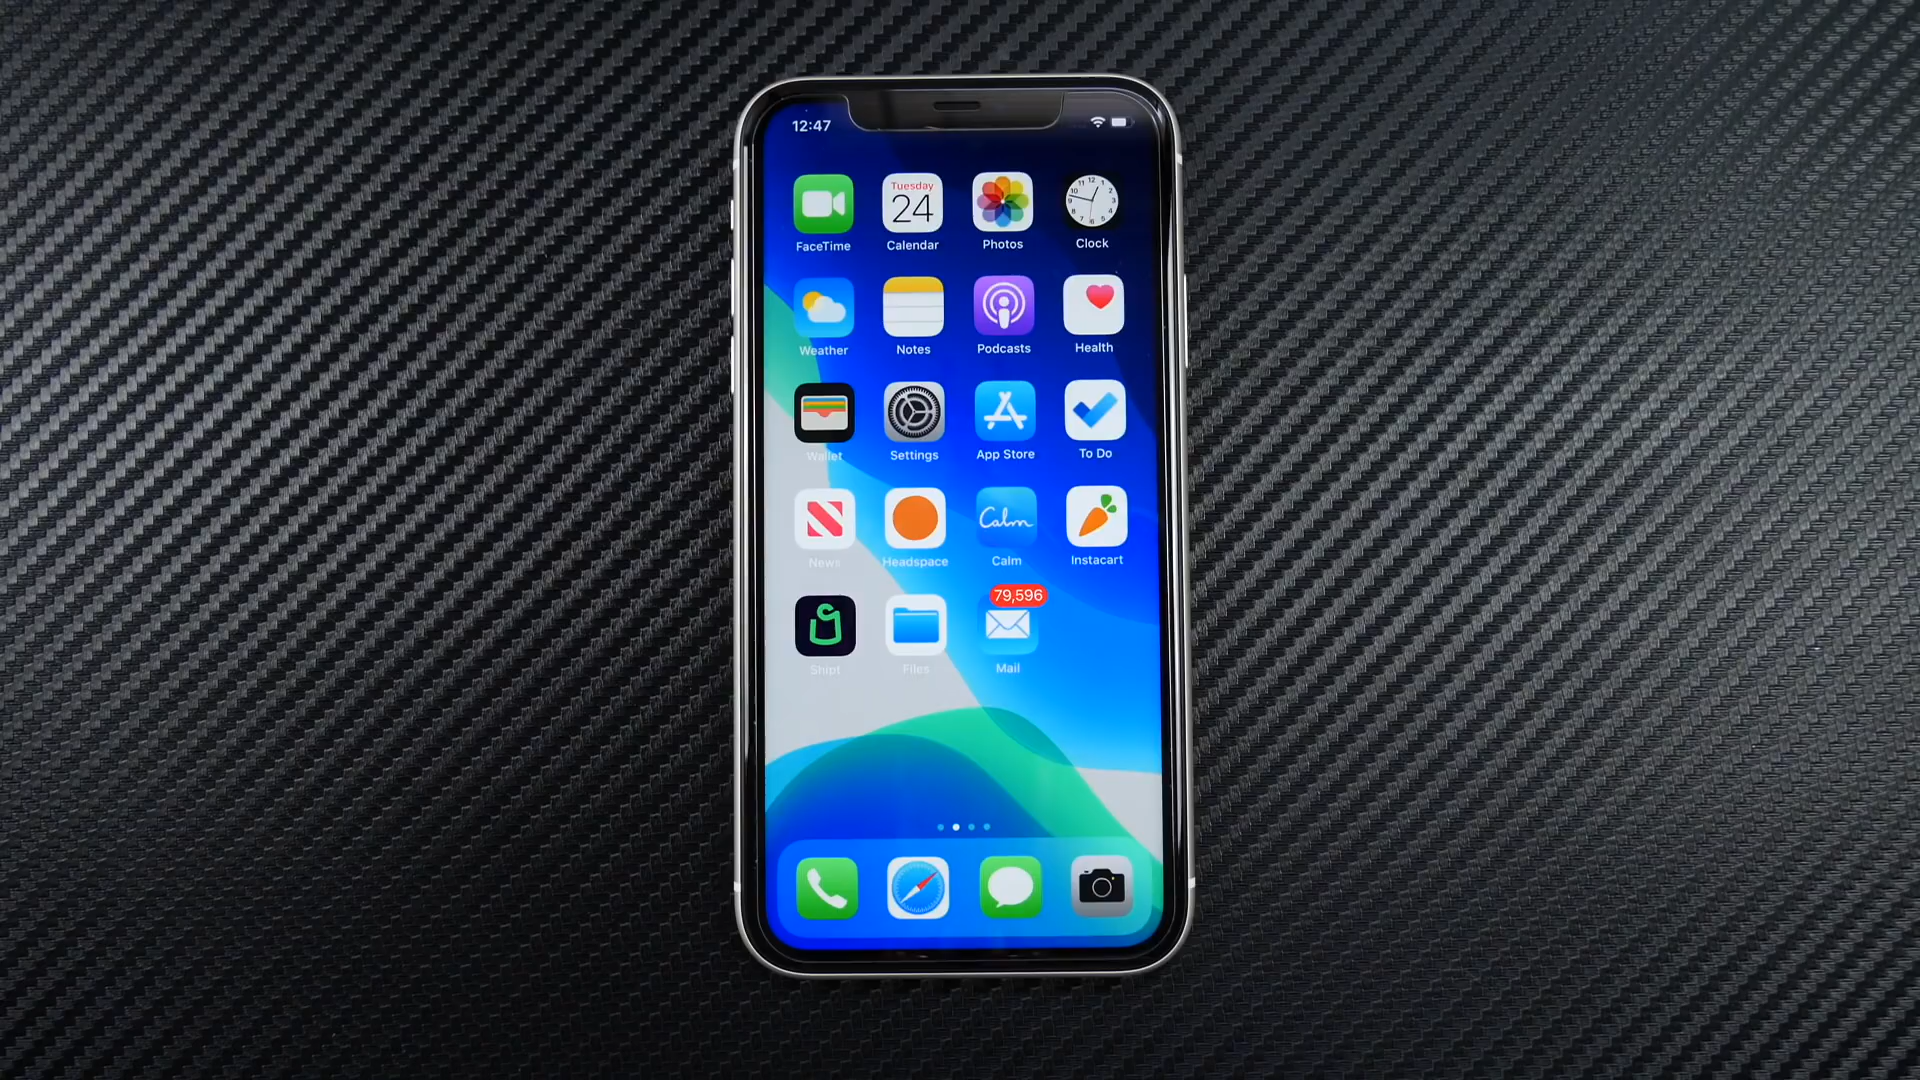 12:47
Tuesday
24
FaceTime
Calendar
Photos
Clock
Weather
Notes
Podcasts
Health
Wallet
Settings
App Store
To Do
Calm
News
Headspace
Calm
Instacart
79,596
Shipt
Files
Mail